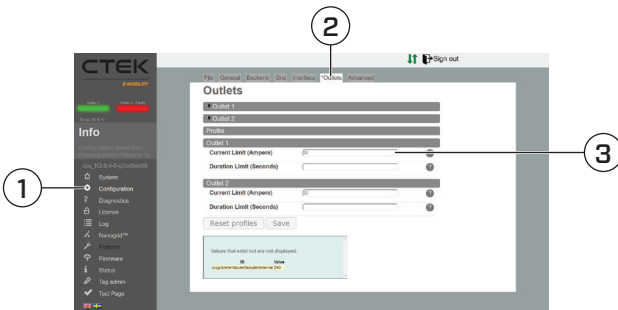 2
Sign out
CTEK
E-MOBILITY
File General Backend Grid Interface *Outlets Advanced
Outlets
Outlet 1
Outlet 2
Profile
Outlet 1
Current Limit (Ampere)
Duration Limit (Seconds)
Outlet 2
Current Limit (Ampere)
Duration Limit (Seconds)
Reset profiles Save
Values that exist but are not displayed.
ID Value
Info
System
Configuration
Diagnostics
License
Log
Nanogrid™
Platform
Firmware
Status
Tag admin
Test Page
1
3